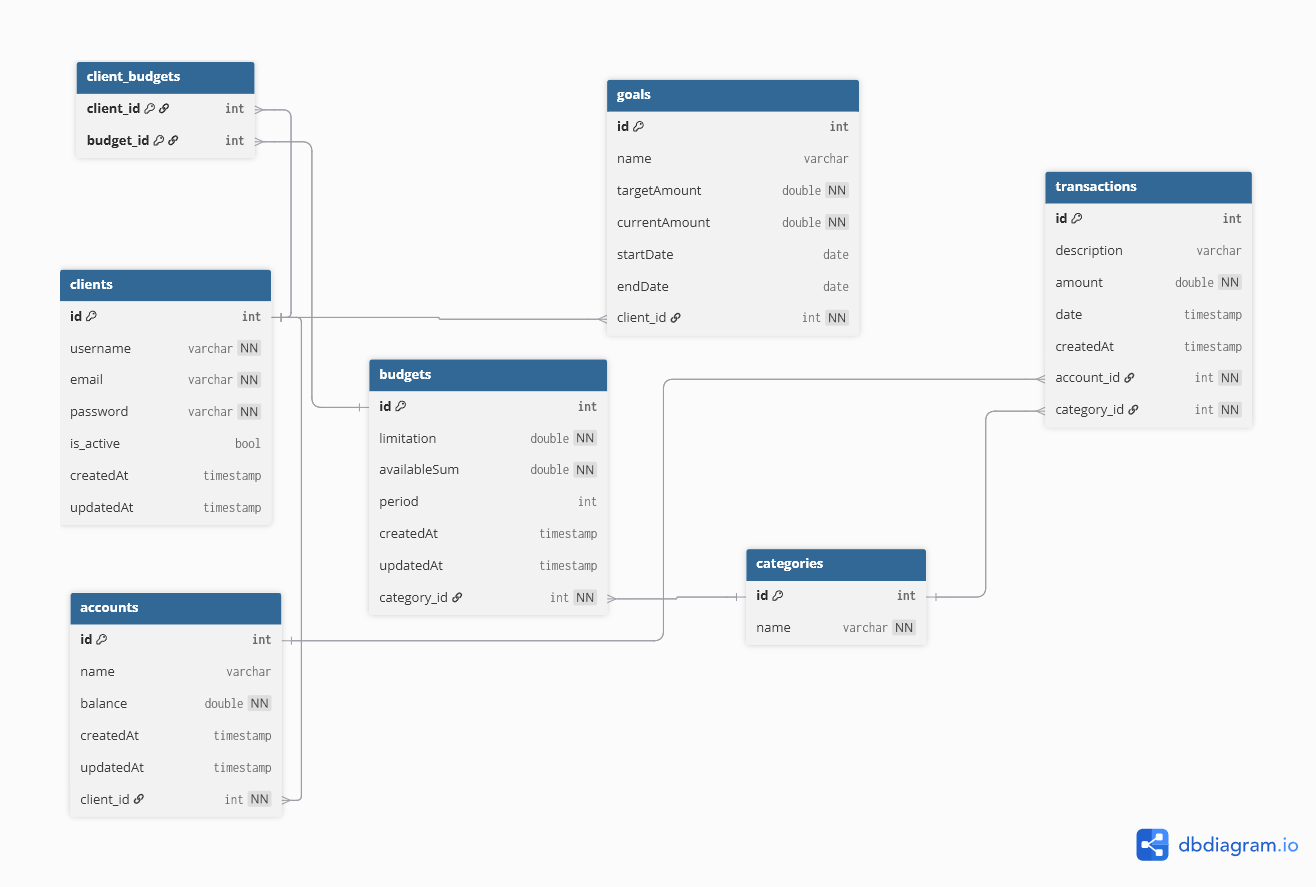 client_budgets
client_id int
budget_id int
goals
id int
name varchar
targetAmount double NN
currentAmount double NN
startDate date
endDate date
client_id int NN
transactions
id int
description varchar
amount double NN
date timestamp
createdAt timestamp
account_id int NN
category_id int NN
clients
id int
username varchar NN
email varchar NN
password varchar NN
is_active bool
createdAt timestamp
updatedAt timestamp
budgets
id int
limitation double NN
availableSum double NN
period int
createdAt timestamp
updatedAt timestamp
category_id int NN
categories
id int
name varchar NN
accounts
id int
name varchar
balance double NN
createdAt timestamp
updatedAt timestamp
client_id int NN
dbdiagram.io